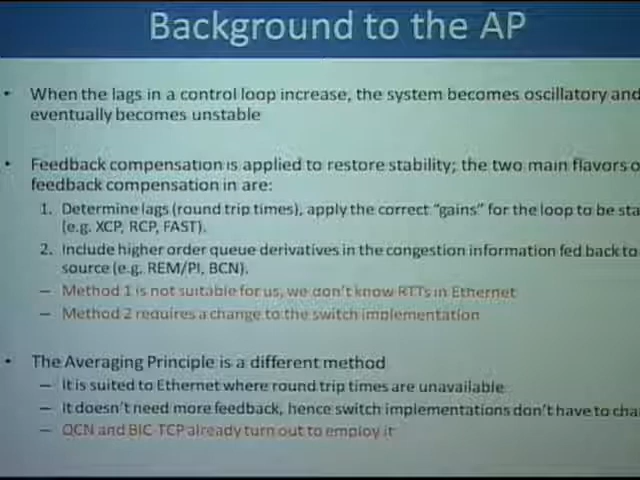 Background to the AP
• When the lags in a control loop increase, the system becomes oscillatory and
eventually becomes unstable
• Feedback compensation is applied to restore stability; the two main flavors o
feedback compensation in are:
1. Determine lags (round trip times), apply the correct "gains" for the loop to be sta
(e.g. XCP, RCP, FAST).
2. Include higher order queue derivatives in the congestion information fed back to
source (e.g. REM/PI, BCN).
– Method 1 is not suitable for us, we don't know RTTs in Ethernet
– Method 2 requires a change to the switch implementation
• The Averaging Principle is a different method
– It is suited to Ethernet where round trip times are unavailable
– It doesn't need more feedback, hence switch implementations don't have to cha
– QCN and BIC-TCP already turn out to employ it